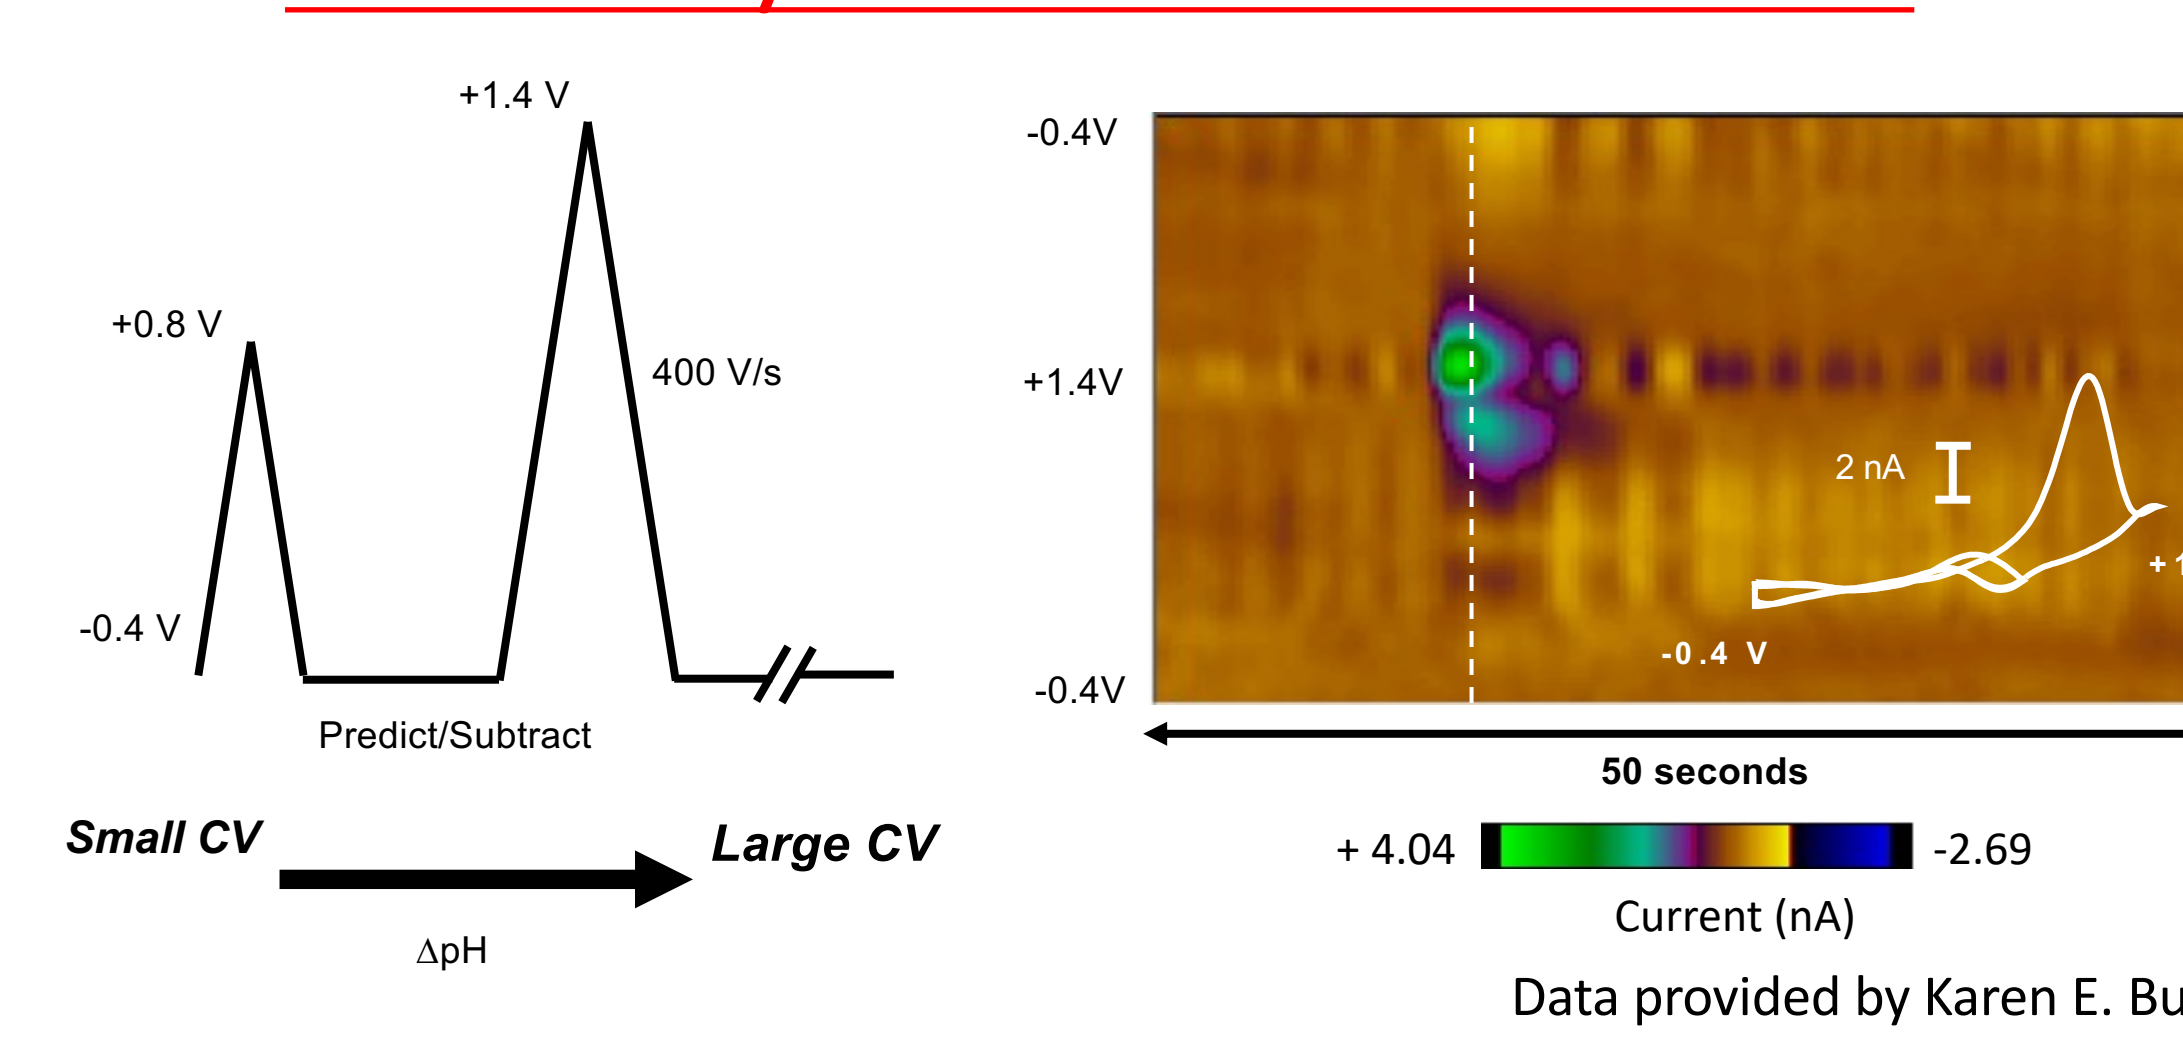 +1.4 V
+0.8 V
400 V/s
-0.4 V
Predict/Subtract
Small CV
Large CV
ΔpH
-0.4V
+1.4V
2 nA
-0.4 V
-0.4V
50 seconds
+ 4.04
-2.69
Current (nA)
Data provided by Karen E.